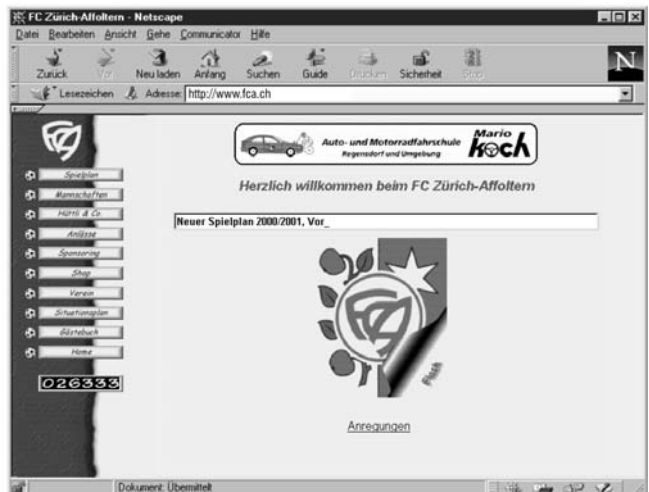 FC Zürich-Affoltern - Netscape
Datei Bearbeiten Ansicht Gehe Communicator Hilfe
Zurück Vor Neu laden Anfang Suchen Guide Drucken Sicherheit Stop
N
Lesezeichen Adresse: http://www.fca.ch
Auto- und Motorradfahrschule
Regensdorf und Umgebung
Mario
koch
Herzlich willkommen beim FC Zürich-Affoltern
Neuer Spielplan 2000/2001, Vor_
Spielplan
Mannschaften
Hüttli & Co.
Anlässe
Sponsoring
Shop
Verein
Situationsplan
Gästebuch
Home
026333
FCA
Flash
Anregungen
Dokument: Übermittelt